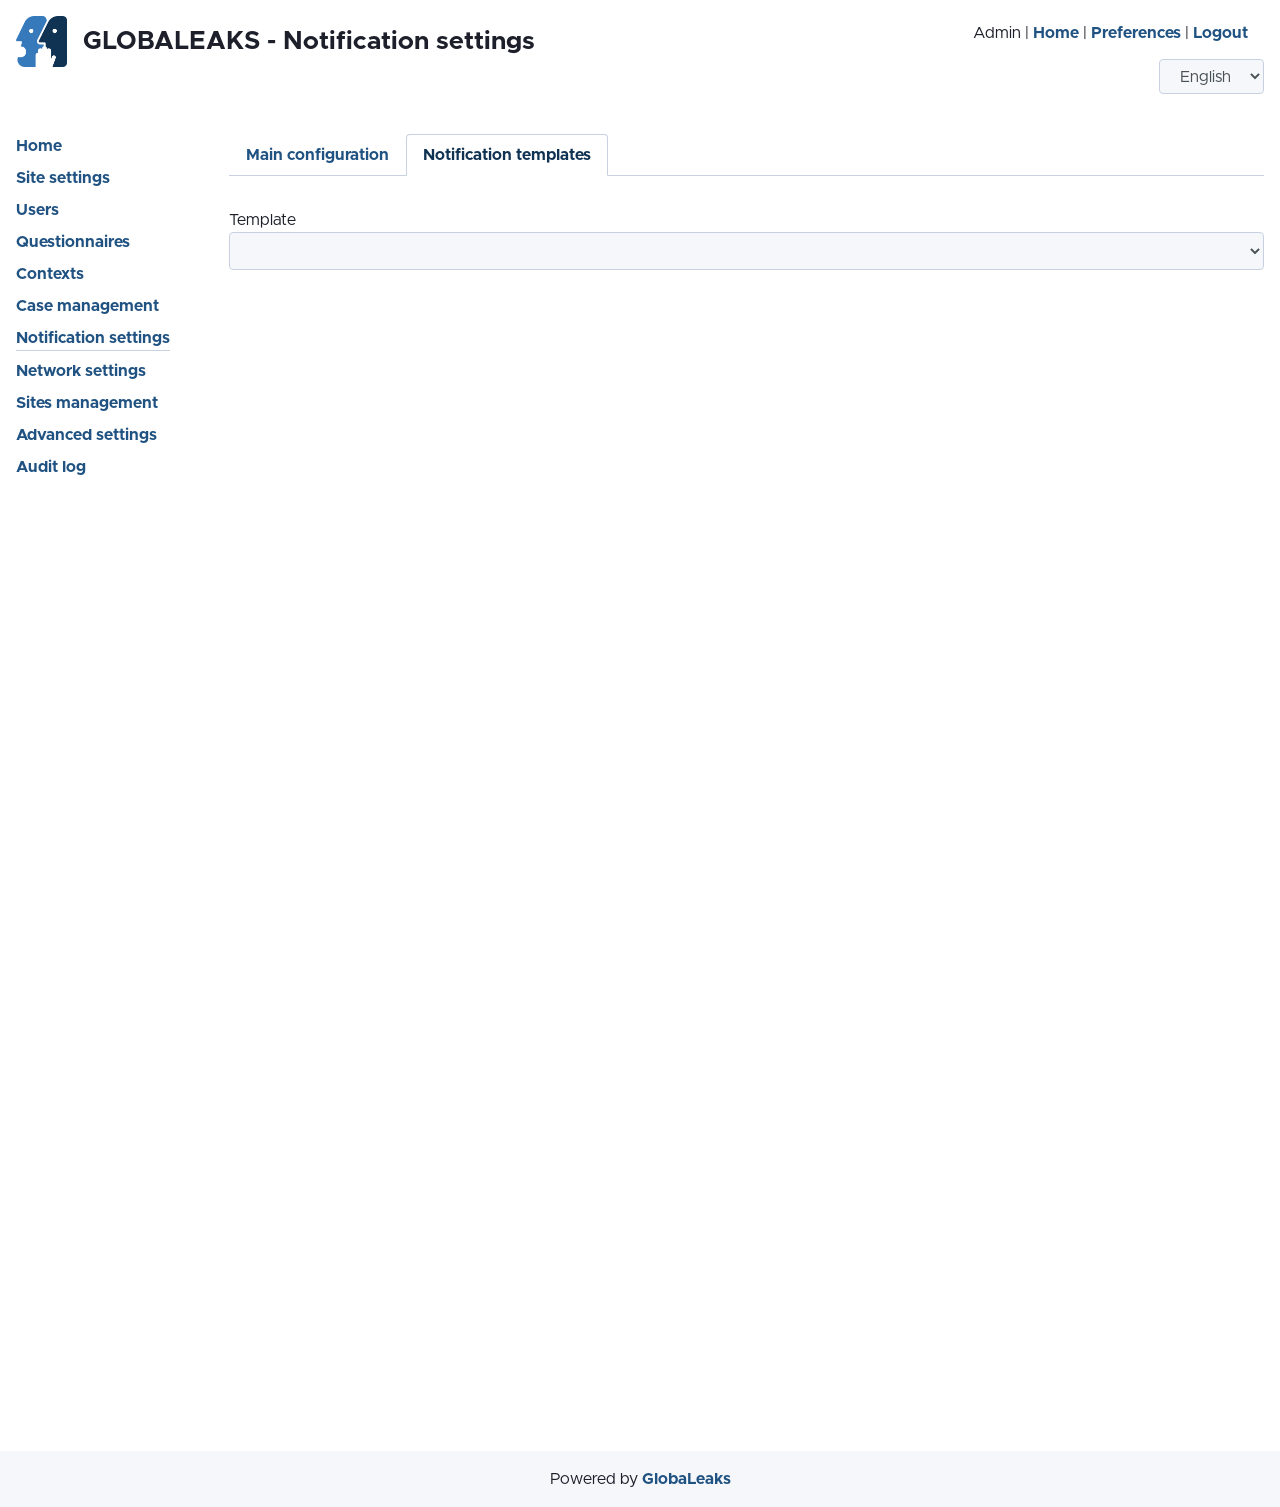 GLOBALEAKS - Notification settings
Admin | Home | Preferences | Logout
English
Home
Site settings
Users
Questionnaires
Contexts
Case management
Notification settings
Network settings
Sites management
Advanced settings
Audit log
Main configuration
Notification templates
Template
Powered by GlobaLeaks